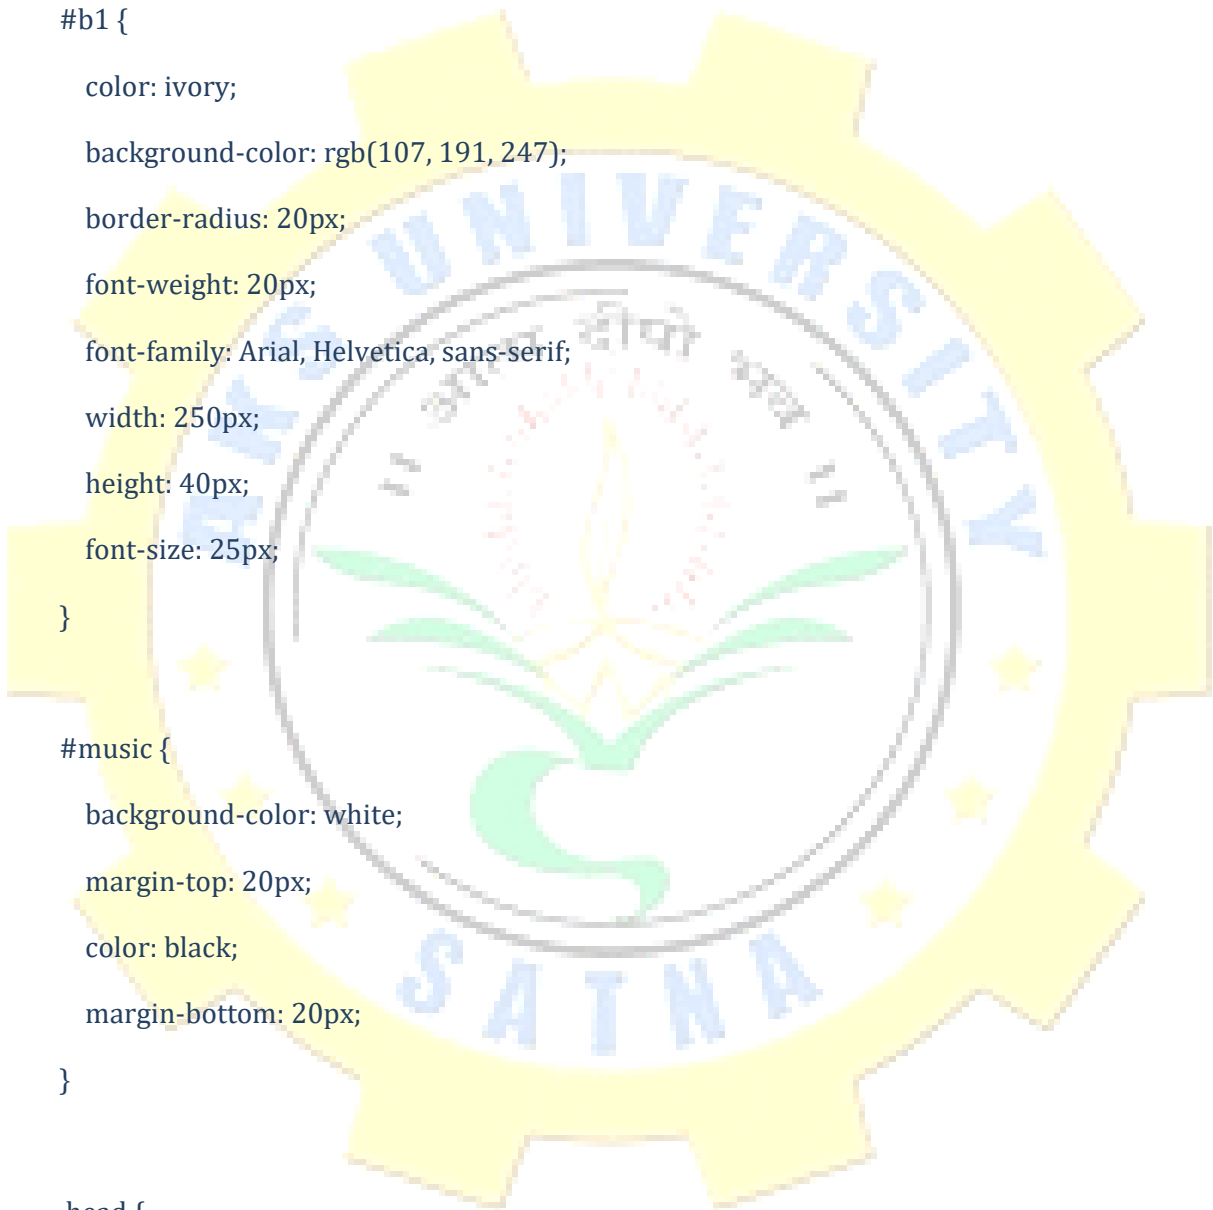 #b1 {
color: ivory;
background-color: rgb(107, 191, 247);
border-radius: 20px;
font-weight: 20px;
font-family: Arial, Helvetica, sans-serif;
width: 250px;
height: 40px;
font-size: 25px;
}
#music {
background-color: white;
margin-top: 20px;
color: black;
margin-bottom: 20px;
}
AKS UNIVERSITY
SATNA